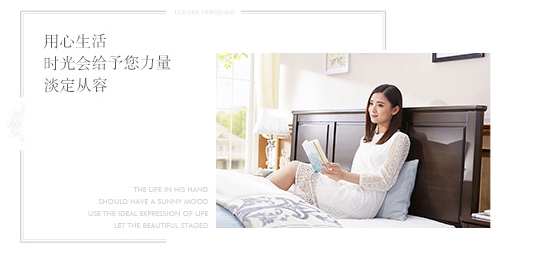 用心生活
时光会给予您力量
淡定从容
THE LIFE IN HIS HAND
SHOULD HAVE A SUNNY MOOD
USE THE IDEAL EXPRESSION OF LIFE
LET THE BEAUTIFUL STAGED